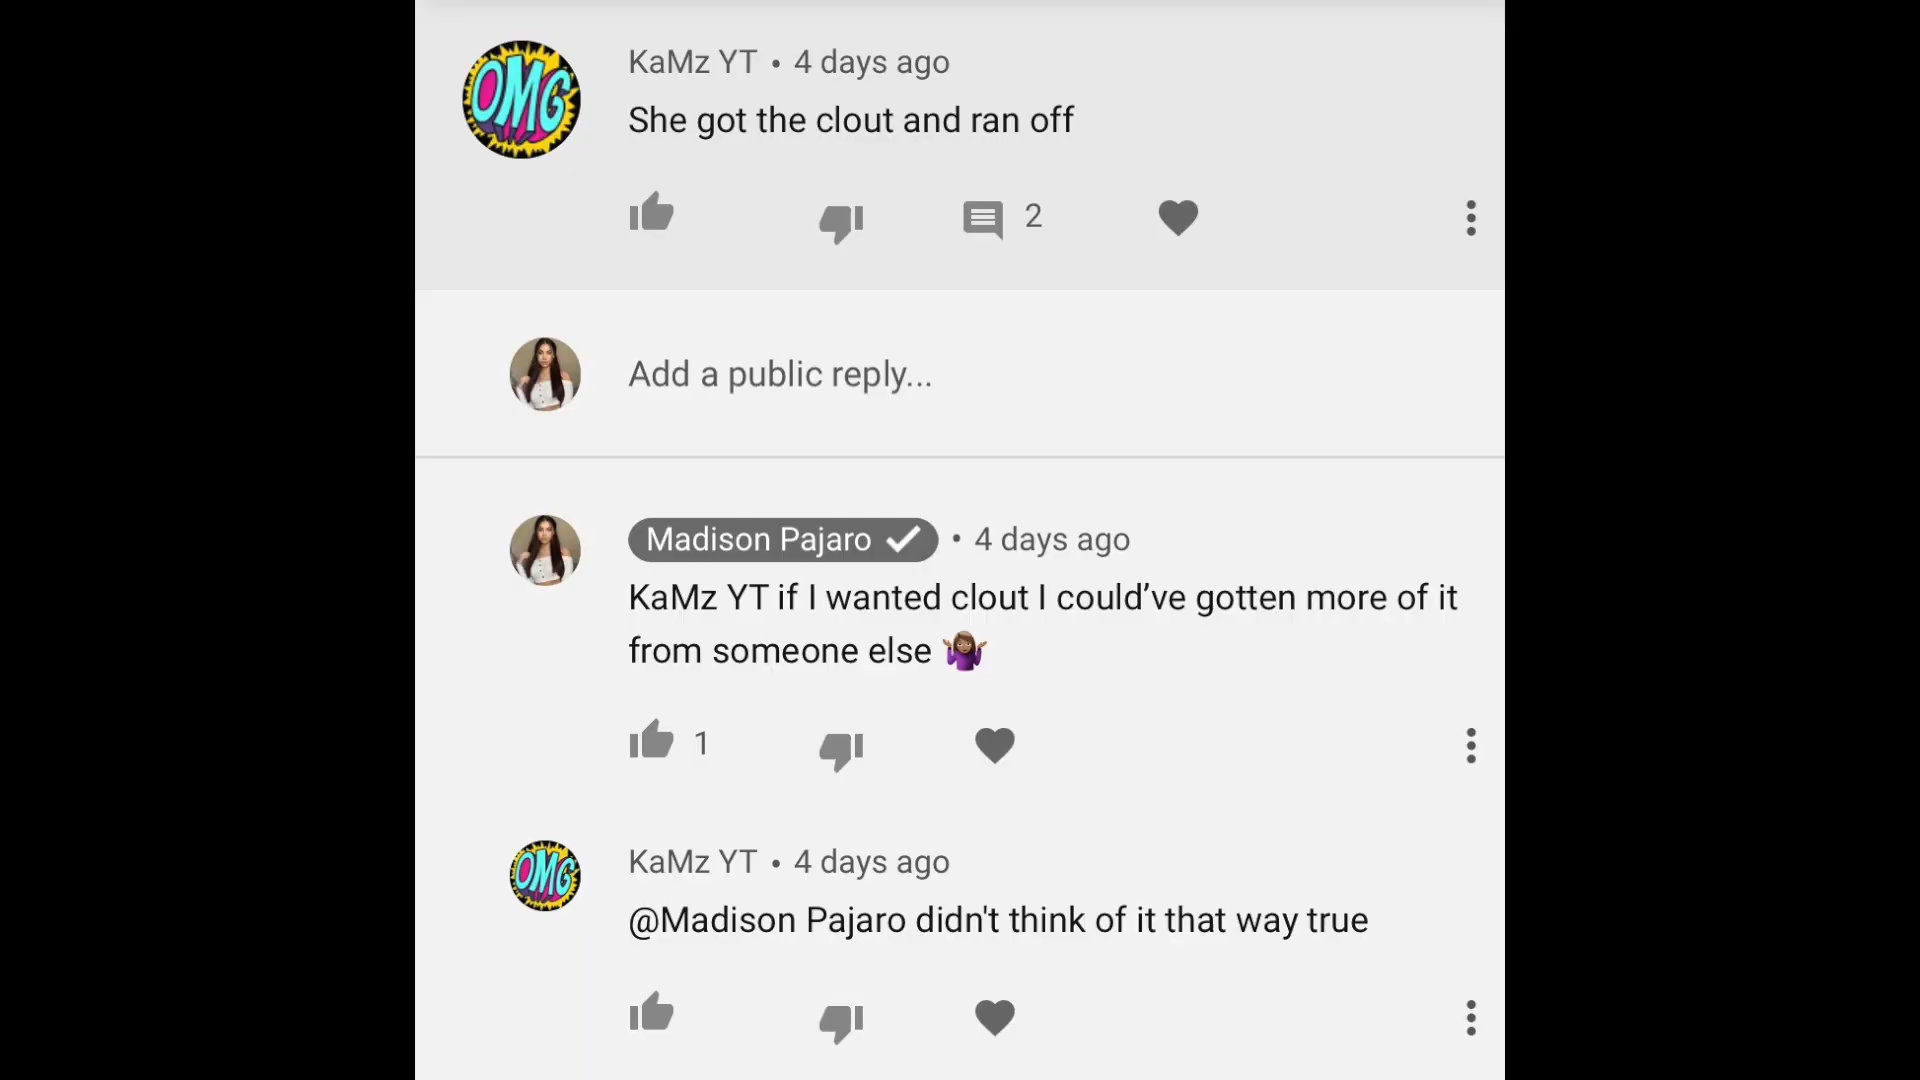 OMG
KaMz YT • 4 days ago
She got the clout and ran off
2
Add a public reply...
Madison Pajaro • 4 days ago
KaMz YT if I wanted clout I could’ve gotten more of it
from someone else 🤷🏽‍♀️
1
OMG
KaMz YT • 4 days ago
@Madison Pajaro didn't think of it that way true